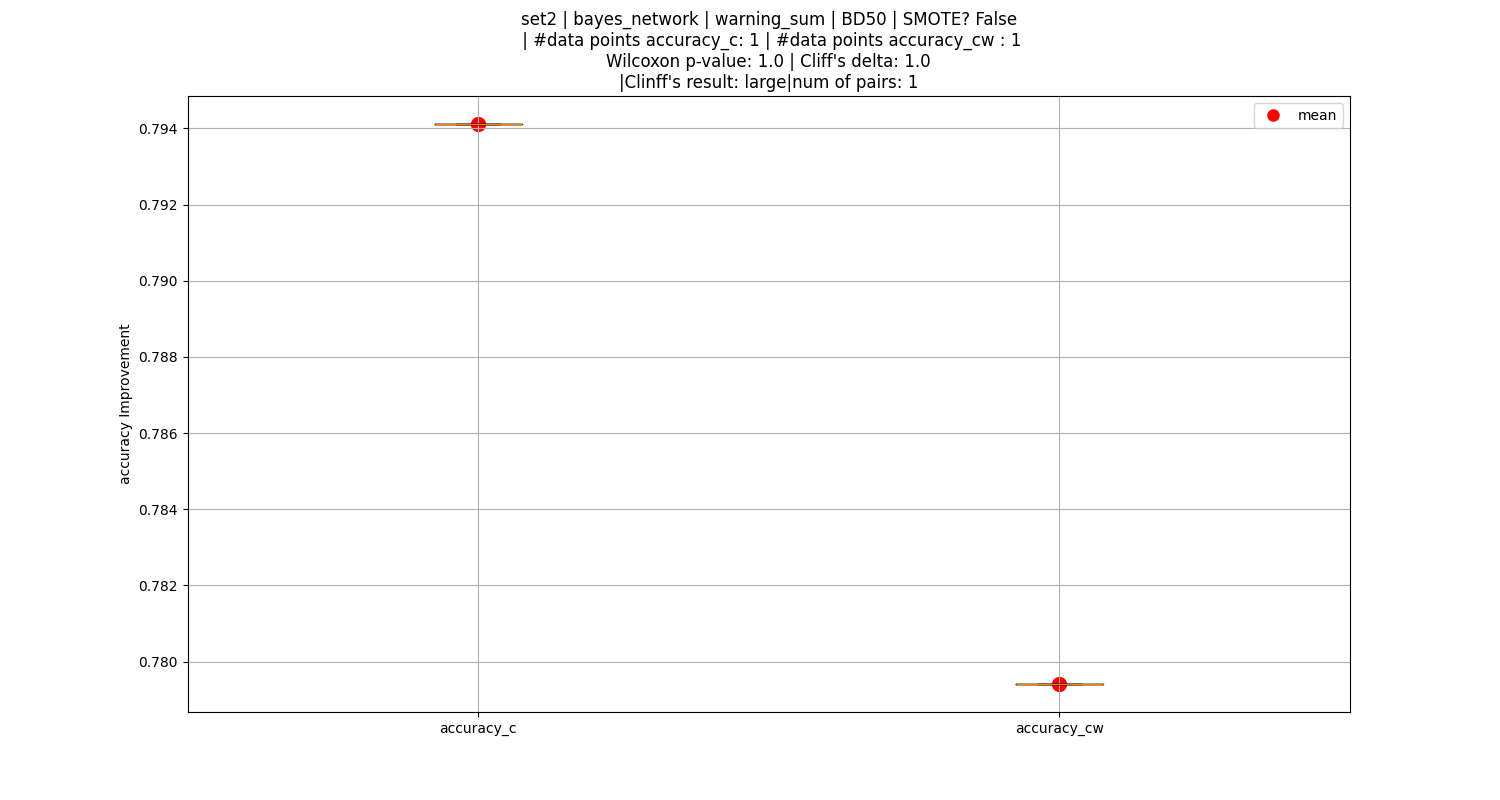 set2 | bayes_network | warning_sum | BD50 | SMOTE? False
| #data points accuracy_c: 1 | #data points accuracy_cw : 1
Wilcoxon p-value: 1.0 | Cliff's delta: 1.0
|Clinff's result: large|num of pairs: 1
mean
0.794
0.792
0.790
0.788
0.786
0.784
0.782
0.780
accuracy Improvement
accuracy_c
accuracy_cw